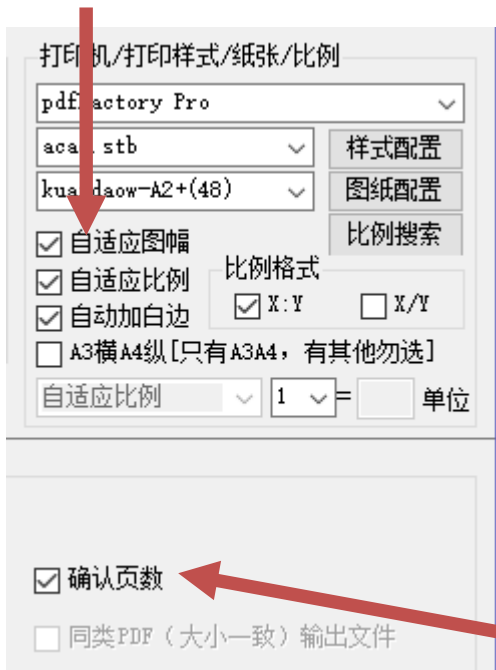 打印机/打印样式/纸张/比例
pdfFactory Pro
acad stb
样式配置
kuandaow-A2+(48)
图纸配置
自适应图幅
比例搜索
自适应比例
比例格式
自动加白边
X:Y
X/Y
A3横A4纵[只有A3A4，有其他勿选]
自适应比例
1
=
单位
确认页数
同类PDF（大小一致）输出文件